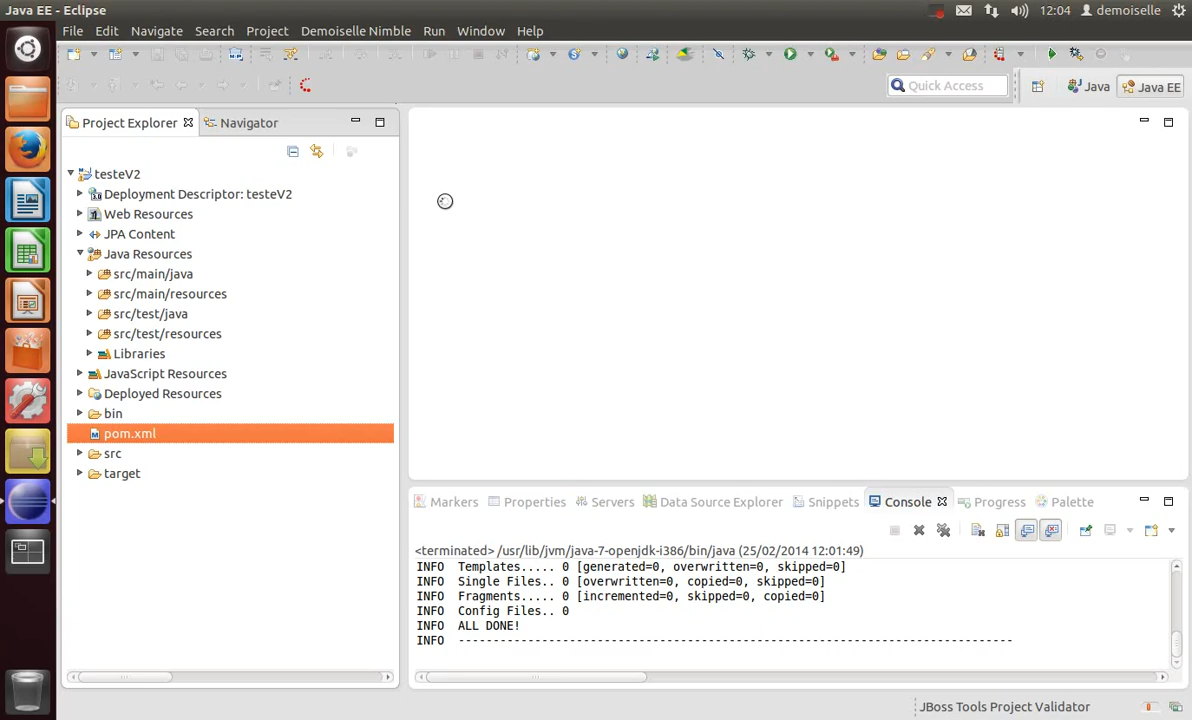 Java EE - Eclipse
12:04
demoiselle
File Edit Navigate Search Project Demoiselle Nimble Run Window Help
Quick Access
Java
Java EE
Project Explorer
Navigator
testeV2
Deployment Descriptor: testeV2
Web Resources
JPA Content
Java Resources
src/main/java
src/main/resources
src/test/java
src/test/resources
Libraries
JavaScript Resources
Deployed Resources
bin
pom.xml
src
target
Markers Properties Servers Data Source Explorer Snippets Console Progress Palette
<terminated> /usr/lib/jvm/java-7-openjdk-i386/bin/java (25/02/2014 12:01:49)
INFO Templates..... 0 [generated=0, overwritten=0, skipped=0]
INFO Single Files.. 0 [overwritten=0, copied=0, skipped=0]
INFO Fragments..... 0 [incremented=0, skipped=0, copied=0]
INFO Config Files.. 0
INFO ALL DONE!
INFO -------------------------------------------------------------------------------
JBoss Tools Project Validator